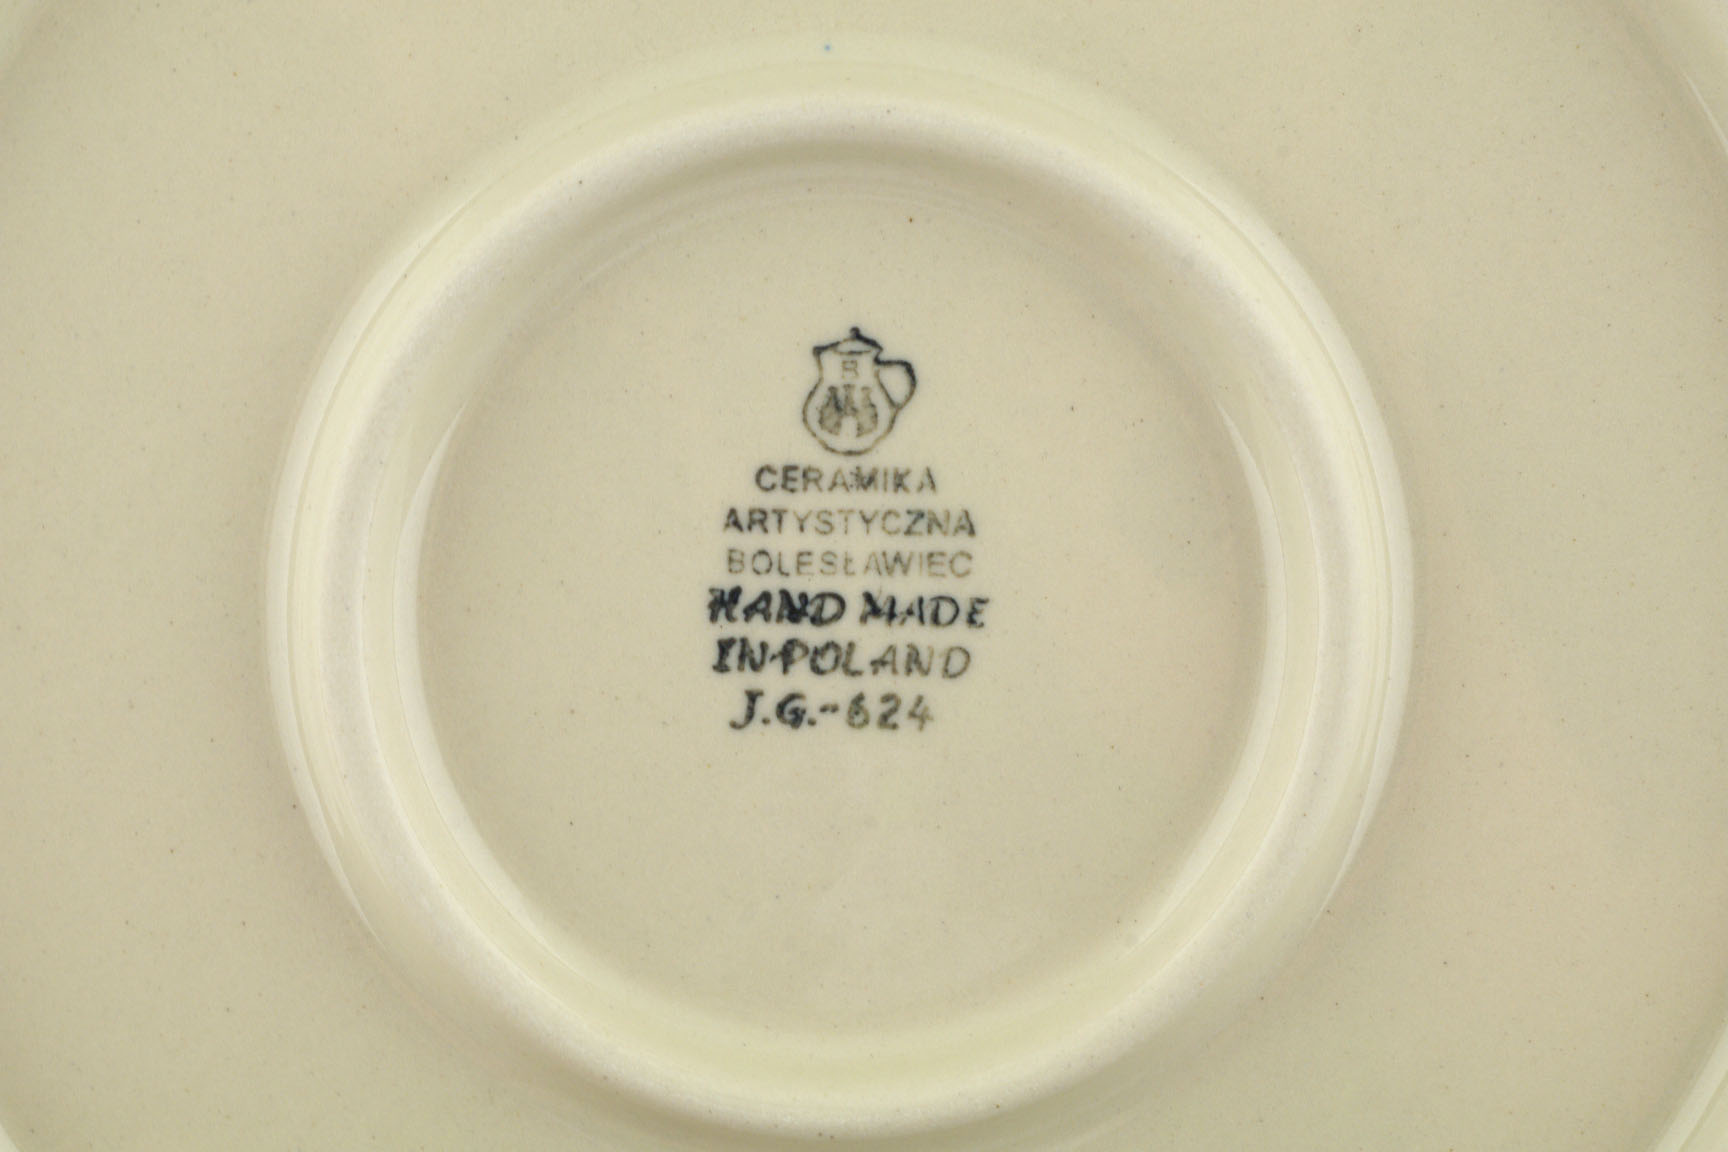 B
CERAMIKA
ARTYSTYCZNA
BOLESŁAWIEC
HAND MADE
IN POLAND
J.G.-624